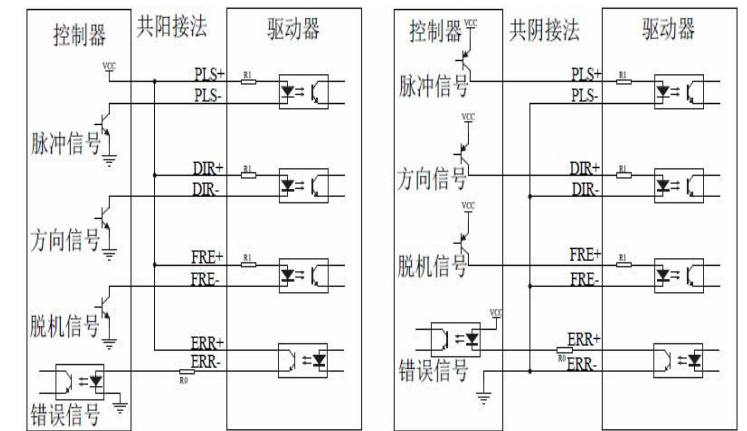 控制器
共阳接法
驱动器
VCC
PLS+
R1
PLS-
脉冲信号
DIR+
R1
DIR-
方向信号
FRE+
R1
FRE-
脱机信号
ERR+
ERR-
R0
错误信号
控制器
VCC
共阴接法
驱动器
PLS+
R1
PLS-
脉冲信号
VCC
DIR+
R1
DIR-
方向信号
VCC
FRE+
R1
FRE-
脱机信号
VCC
ERR+
R0
ERR-
错误信号